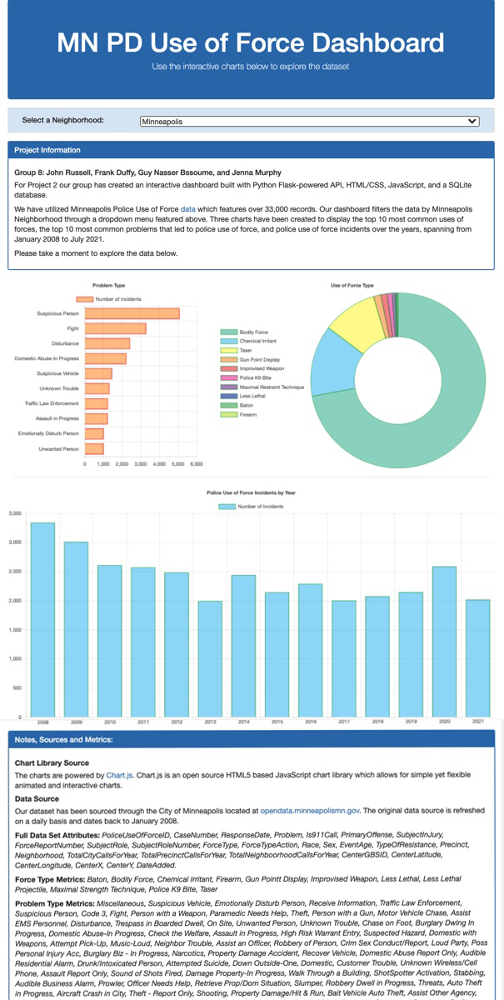 MN PD Use of Force Dashboard
Use the interactive charts below to explore the dataset
Select a Neighborhood:
Minneapolis
Project Information
Group 8: John Russell, Frank Duffy, Guy Nasser Bssoume, and Jenna Murphy
For Project 2 our group has created an interactive dashboard built with Python Flask-powered API, HTML/CSS, JavaScript, and a SQLite
database.
We have utilized Minneapolis Police Use of Force data which features over 33,000 records. Our dashboard filters the data by Minneapolis
Neighborhood through a dropdown menu featured above. Three charts have been created to display the top 10 most common uses of
forces, the top 10 most common problems that led to police use of force, and police use of force incidents over the years, spanning from
January 2008 to July 2021.
Please take a moment to explore the data below.
Problem Type
Number of Incidents
Suspicious Person
Fight
Disturbance
Domestic Abuse-In Progress
Suspicious Vehicle
Unknown Trouble
Traffic Law Enforcement
Assault in Progress
Emotionally Disturb Person
Unwanted Person
0 1,000 2,000 3,000 4,000 5,000 6,000
Use of Force Type
Bodily Force
Chemical Irritant
Taser
Gun Point Display
Improvised Weapon
Police K9 Bite
Maximal Restraint Technique
Less Lethal
Baton
Firearm
Police Use of Force Incidents by Year
Number of Incidents
3,500
3,000
2,500
2,000
1,500
1,000
500
0
2008 2009 2010 2011 2012 2013 2014 2015 2016 2017 2018 2019 2020 2021
Notes, Sources and Metrics:
Chart Library Source
The charts are powered by Chart.js. Chart.js is an open source HTML5 based JavaScript chart library which allows for simple yet flexible
animated and interactive charts.
Data Source
Our dataset has been sourced through the City of Minneapolis located at opendata.minneapolismn.gov. The original data source is refreshed
on a daily basis and dates back to January 2008.
Full Data Set Attributes: PoliceUseOfForceID, CaseNumber, ResponseDate, Problem, Is911Call, PrimaryOffense, SubjectInjury,
ForceReportNumber, SubjectRole, SubjectRoleNumber, ForceType, ForceTypeAction, Race, Sex, EventAge, TypeOfResistance, Precinct,
Neighborhood, TotalCityCallsForYear, TotalPrecinctCallsForYear, TotalNeighboorhoodCallsForYear, CenterGBSID, CenterLatitude,
CenterLongitude, CenterX, CenterY, DateAdded.
Force Type Metrics: Baton, Bodily Force, Chemical Irritant, Firearm, Gun Pointt Display, Improvised Weapon, Less Lethal, Less Lethal
Projectile, Maximal Strength Technique, Police K9 Bite, Taser
Problem Type Metrics: Miscellaneous, Suspicious Vehicle, Emotionally Disturb Person, Receive Information, Traffic Law Enforcement,
Suspicious Person, Code 3, Fight, Person with a Weapon, Paramedic Needs Help, Theft, Person with a Gun, Motor Vehicle Chase, Assist
EMS Personnel, Disturbance, Trespass in Boarded Dwell, On Site, Unwanted Person, Unknown Trouble, Chase on Foot, Burglary Dwlng In
Progress, Domestic Abuse-In Progress, Check the Welfare, Assault in Progress, High Risk Warrant Entry, Suspected Hazard, Domestic with
Weapons, Attempt Pick-Up, Music-Loud, Neighbor Trouble, Assist an Officer, Robbery of Person, Crim Sex Conduct/Report, Loud Party, Poss
Personal Injury Acc, Burglary Biz - In Progress, Narcotics, Property Damage Accident, Recover Vehicle, Domestic Abuse Report Only, Audible
Residential Alarm, Drunk/Intoxicated Person, Attempted Suicide, Down Outside-One, Domestic, Customer Trouble, Unknown Wireless/Cell
Phone, Assault Report Only, Sound of Shots Fired, Damage Property-In Progress, Walk Through a Building, ShotSpotter Activation, Stabbing,
Audible Business Alarm, Prowler, Officer Needs Help, Retrieve Prop/Dom Situation, Slumper, Robbery Dwell in Progress, Threats, Auto Theft
in Progress, Aircraft Crash in City, Theft - Report Only, Shooting, Property Damage/Hit & Run, Bait Vehicle Auto Theft, Assist Other Agency,